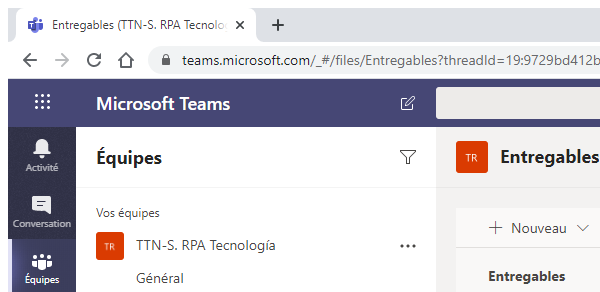 Entregables (TTN-S. RPA Tecnolo
teams.microsoft.com/_#/files/Entregables?threadId=19:9729bd412b
Microsoft Teams
Activité
Conversation
Équipes
Équipes
Vos équipes
TR TTN-S. RPA Tecnología ...
Général
TR Entregables
+ Nouveau
Entregables